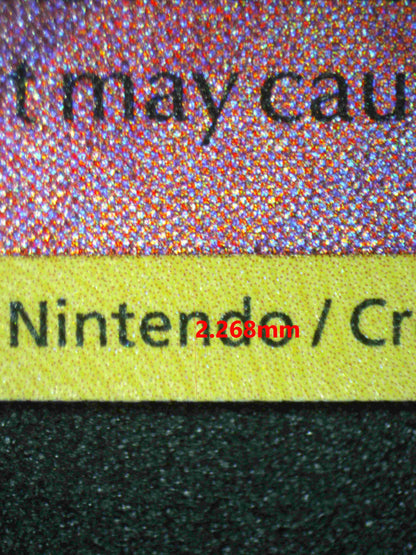 t may cau
Nintendo / Cr
2.268mm